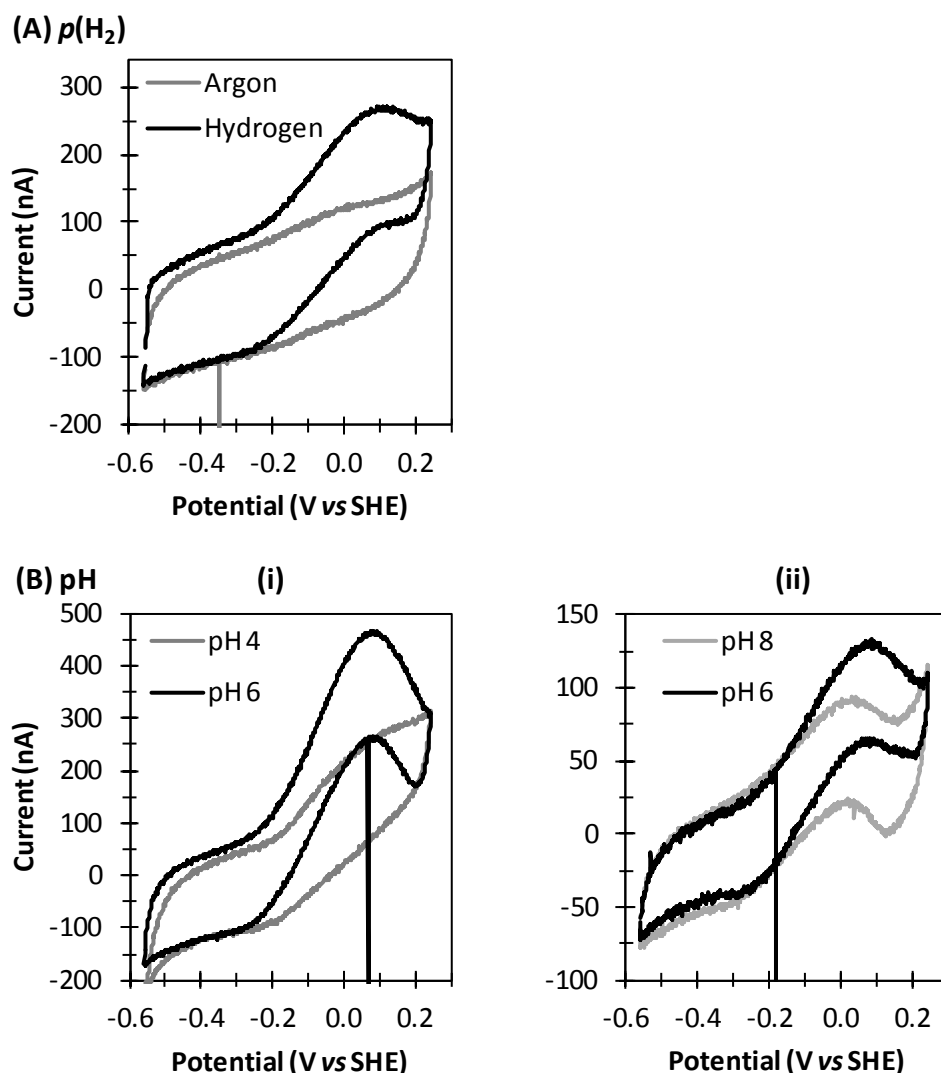 (A) p(H2)
Argon
Hydrogen
300
200
100
0
-100
-200
Current (nA)
-0.6 -0.4 -0.2 0.0 0.2
Potential (V vs SHE)
(B) pH (i) (ii)
pH 4
pH 6
500
400
300
200
100
0
-100
-200
Current (nA)
-0.6 -0.4 -0.2 0.0 0.2
Potential (V vs SHE)
pH 8
pH 6
150
100
50
0
-50
-100
-0.6 -0.4 -0.2 0.0 0.2
Potential (V vs SHE)